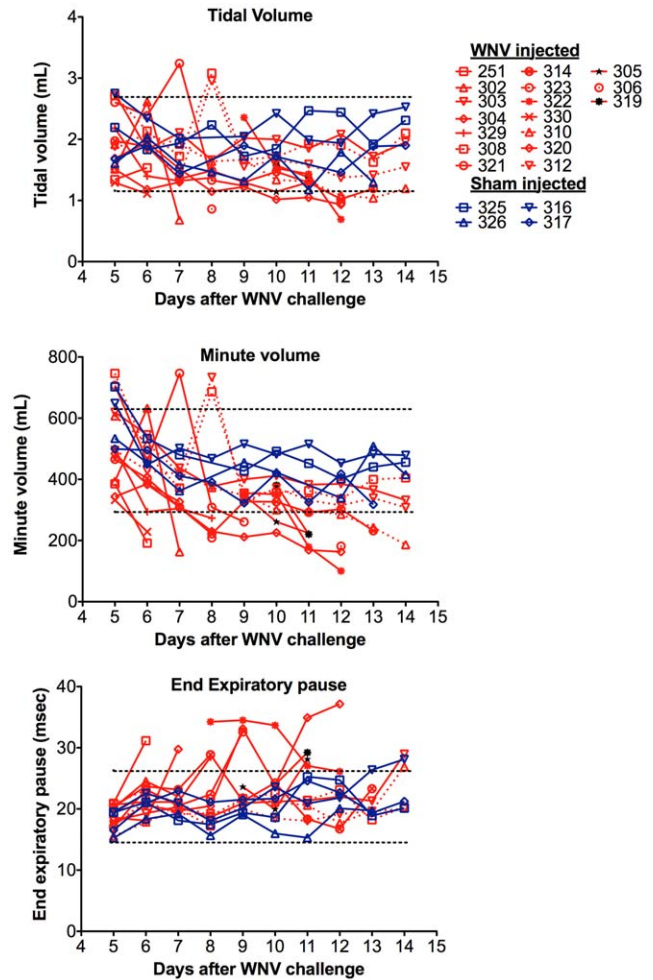 Tidal Volume
Tidal volume (mL)
4
3
2
1
0
4 5 6 7 8 9 10 11 12 13 14 15
Days after WNV challenge
WNV injected
251 314 305
302 323 306
303 322 319
304 330
329 310
308 320
321 312
Sham injected
325 316
326 317
Minute volume
Minute volume (mL)
800
600
400
200
0
4 5 6 7 8 9 10 11 12 13 14 15
Days after WNV challenge
End Expiratory pause
End expiratory pause (msec)
40
30
20
10
0
4 5 6 7 8 9 10 11 12 13 14 15
Days after WNV challenge